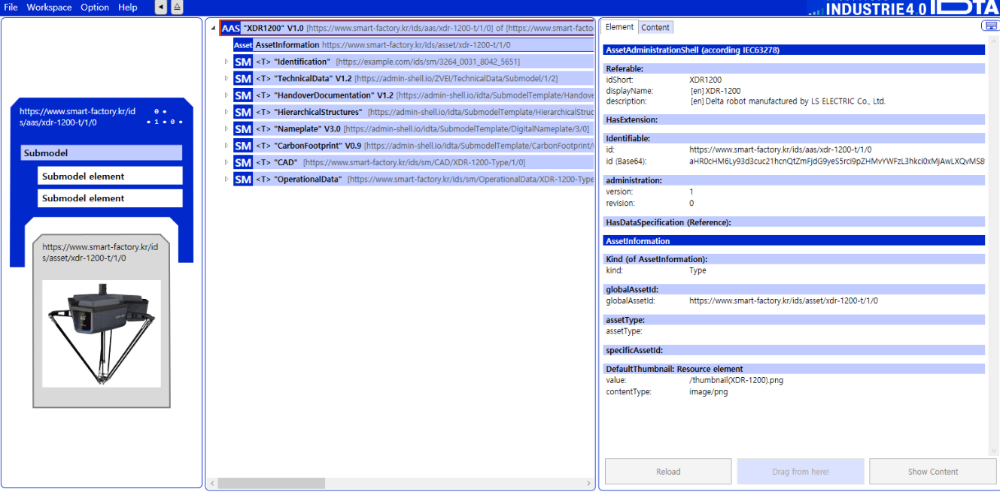 File Workspace Option Help
INDUSTRIE4.0 IDTA
https://www.smart-factory.kr/id
s/aas/xdr-1200-t/1/0
Submodel
Submodel element
Submodel element
https://www.smart-factory.kr/id
s/asset/xdr-1200-t/1/0
AAS "XDR1200" V1.0 [https://www.smart-factory.kr/ids/aas/xdr-1200-t/1/0] of [https://www.smart-facto
Asset AssetInformation https://www.smart-factory.kr/ids/asset/xdr-1200-t/1/0
SM <T> "Identification" [https://example.com/ids/sm/3264_0031_8042_5651]
SM <T> "TechnicalData" V1.2 [https://admin-shell.io/ZVEI/TechnicalData/Submodel/1/2]
SM <T> "HandoverDocumentation" V1.2 [https://admin-shell.io/idta/SubmodelTemplate/Handove
SM <T> "HierarchicalStructures" [https://admin-shell.io/idta/SubmodelTemplate/HierarchicalStruc
SM <T> "Nameplate" V3.0 [https://admin-shell.io/idta/SubmodelTemplate/DigitalNameplate/3/0]
SM <T> "CarbonFootprint" V0.9 [https://admin-shell.io/idta/SubmodelTemplate/CarbonFootprint/
SM <T> "CAD" [https://www.smart-factory.kr/ids/sm/CAD/XDR-1200-Type/1/0]
SM <T> "OperationalData" [https://www.smart-factory.kr/ids/sm/OperationalData/XDR-1200-Type
Element Content
AssetAdministrationShell (according IEC63278)
Referable:
idShort: XDR1200
displayName: [en] XDR-1200
description: [en] Delta robot manufactured by LS ELECTRIC Co., Ltd.
HasExtension:
Identifiable:
id: https://www.smart-factory.kr/ids/aas/xdr-1200-t/1/0
id (Base64):
administration:
version: 1
revision: 0
HasDataSpecification (Reference):
AssetInformation
Kind (of AssetInformation):
kind: Type
globalAssetId:
globalAssetId: https://www.smart-factory.kr/ids/asset/xdr-1200-t/1/0
assetType:
assetType:
specificAssetId:
DefaultThumbnail: Resource element
value: /thumbnail(XDR-1200).png
contentType: image/png
Reload Drag from here! Show Content